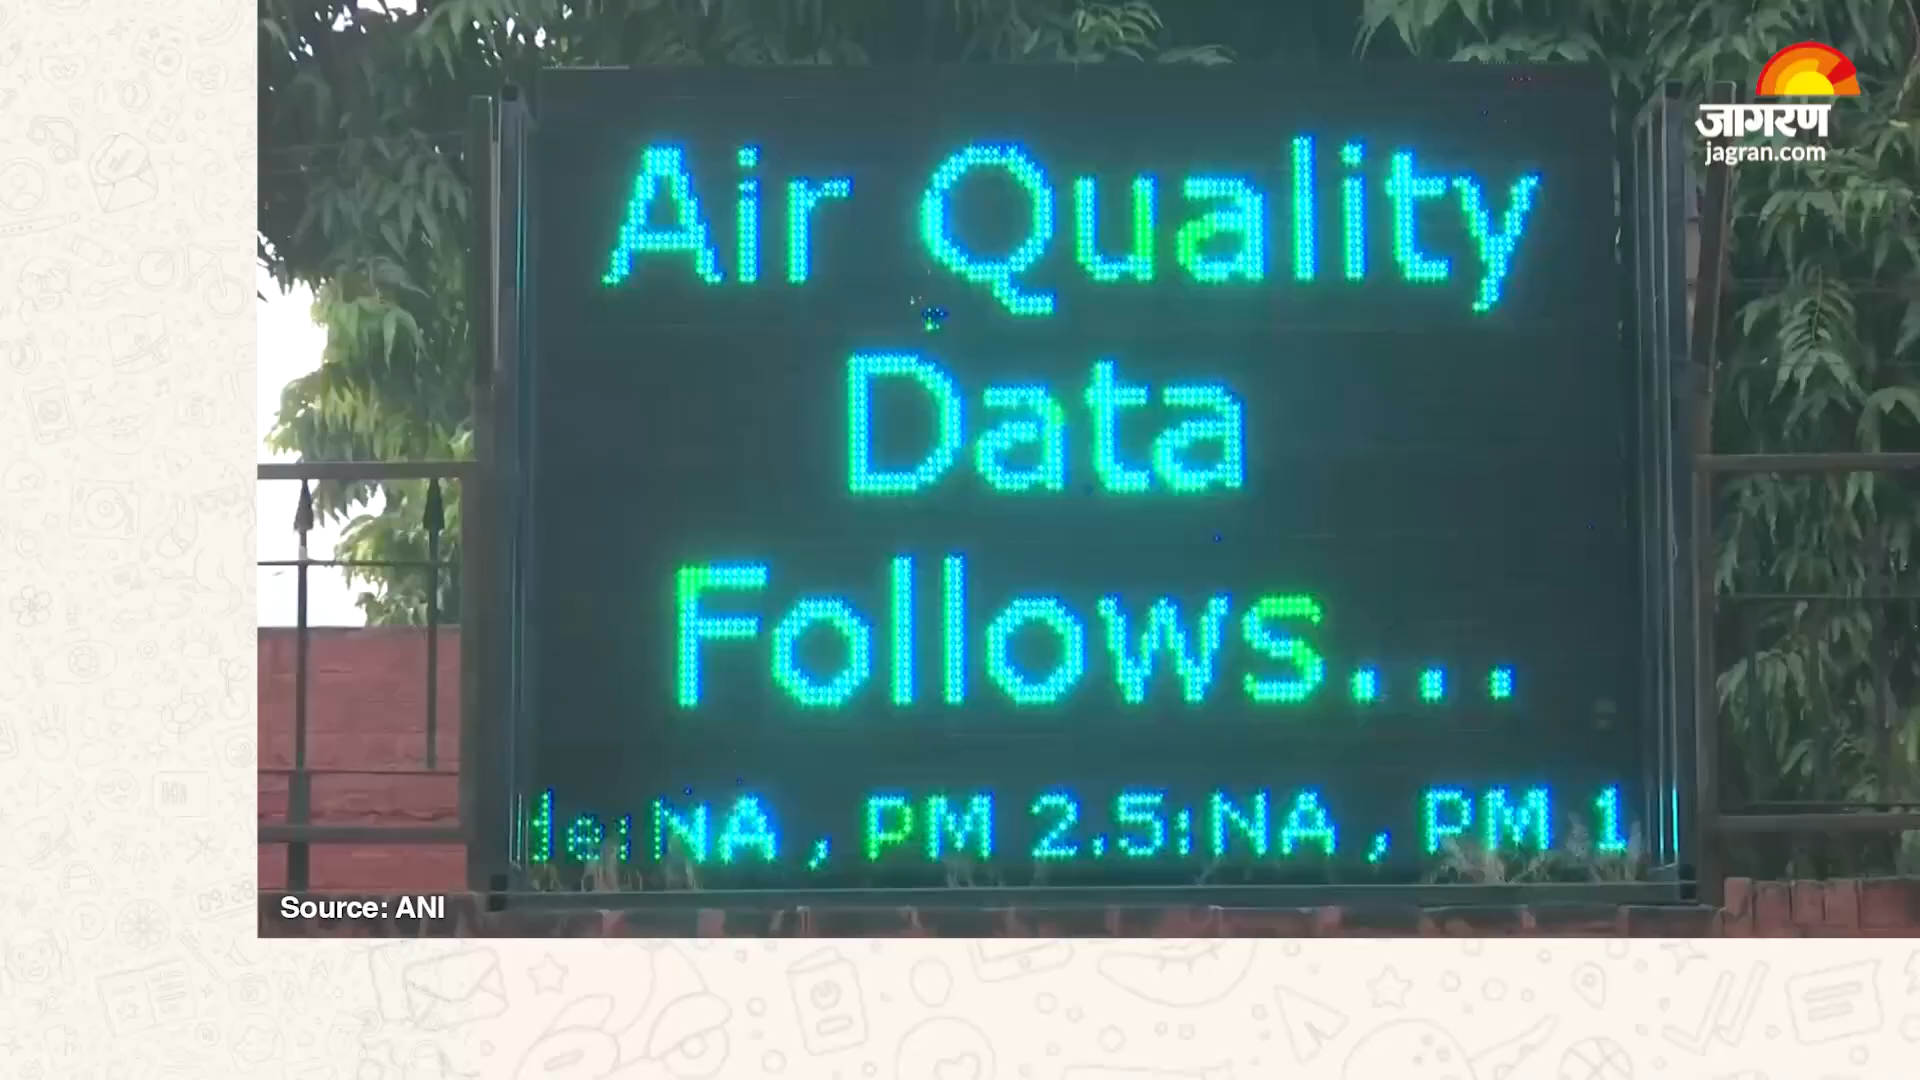 जागरण
jagran.com
Air Quality
Data
Follows...
NA, PM 2.5:NA, PM 1
Source: ANI